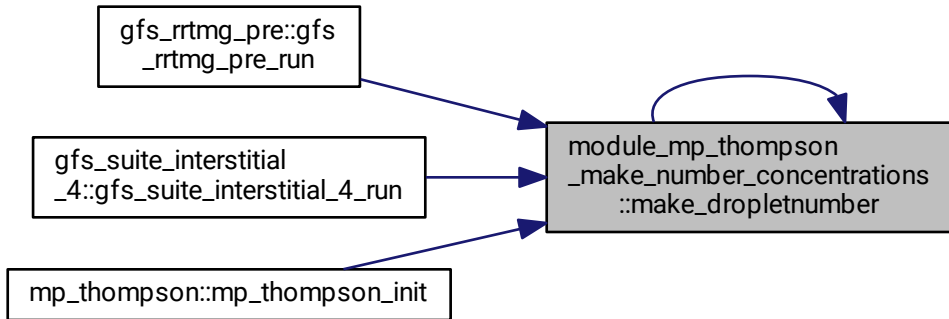 gfs_rrtmg_pre::gfs
_rrtmg_pre_run
gfs_suite_interstitial
_4::gfs_suite_interstitial_4_run
mp_thompson::mp_thompson_init
module_mp_thompson
_make_number_concentrations
::make_dropletnumber